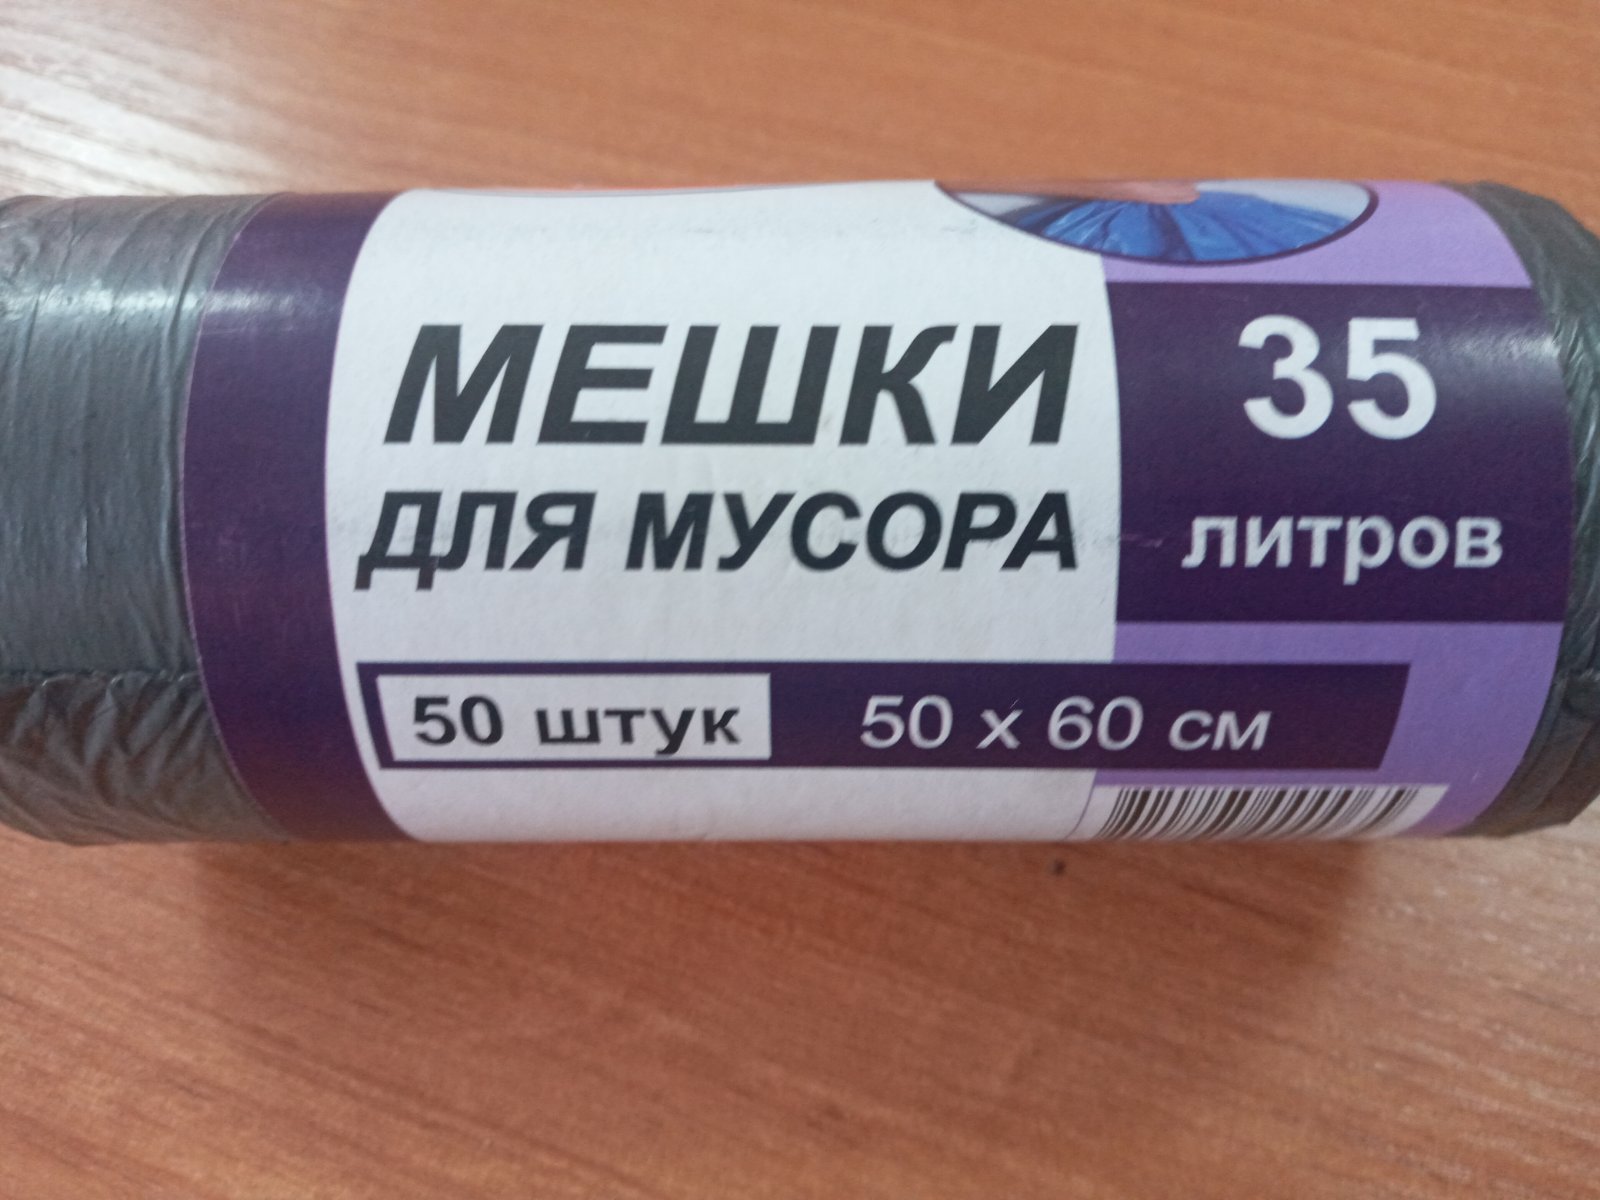 МЕШКИ
ДЛЯ МУСОРА
35
литров
50 штук
50 х 60 см